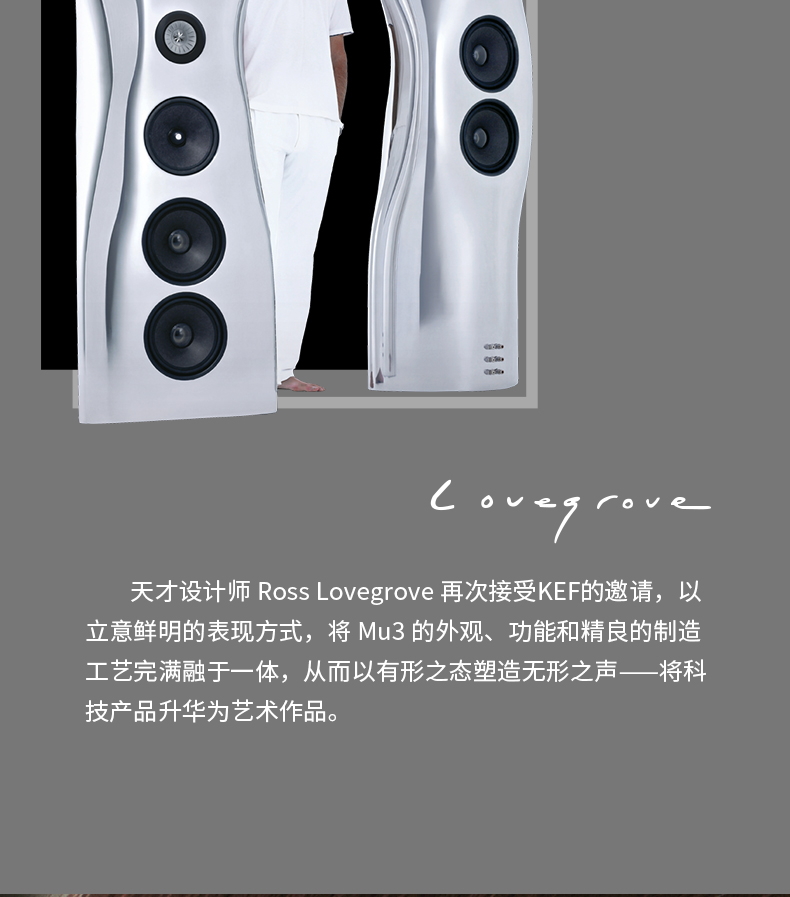 Lovegrove
天才设计师 Ross Lovegrove 再次接受KEF的邀请，以
立意鲜明的表现方式，将 Mu3 的外观、功能和精良的制造
工艺完满融于一体，从而以有形之态塑造无形之声——将科
技产品升华为艺术作品。